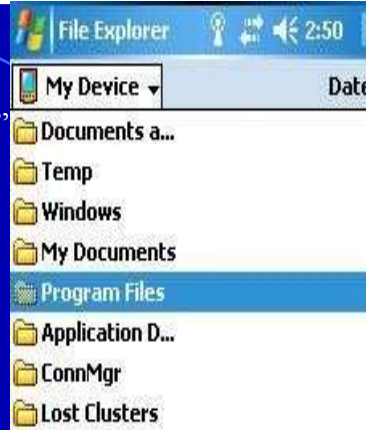 File Explorer 2:50
My Device Date
Documents a...
Temp
Windows
My Documents
Program Files
Application D...
ConnMgr
Lost Clusters